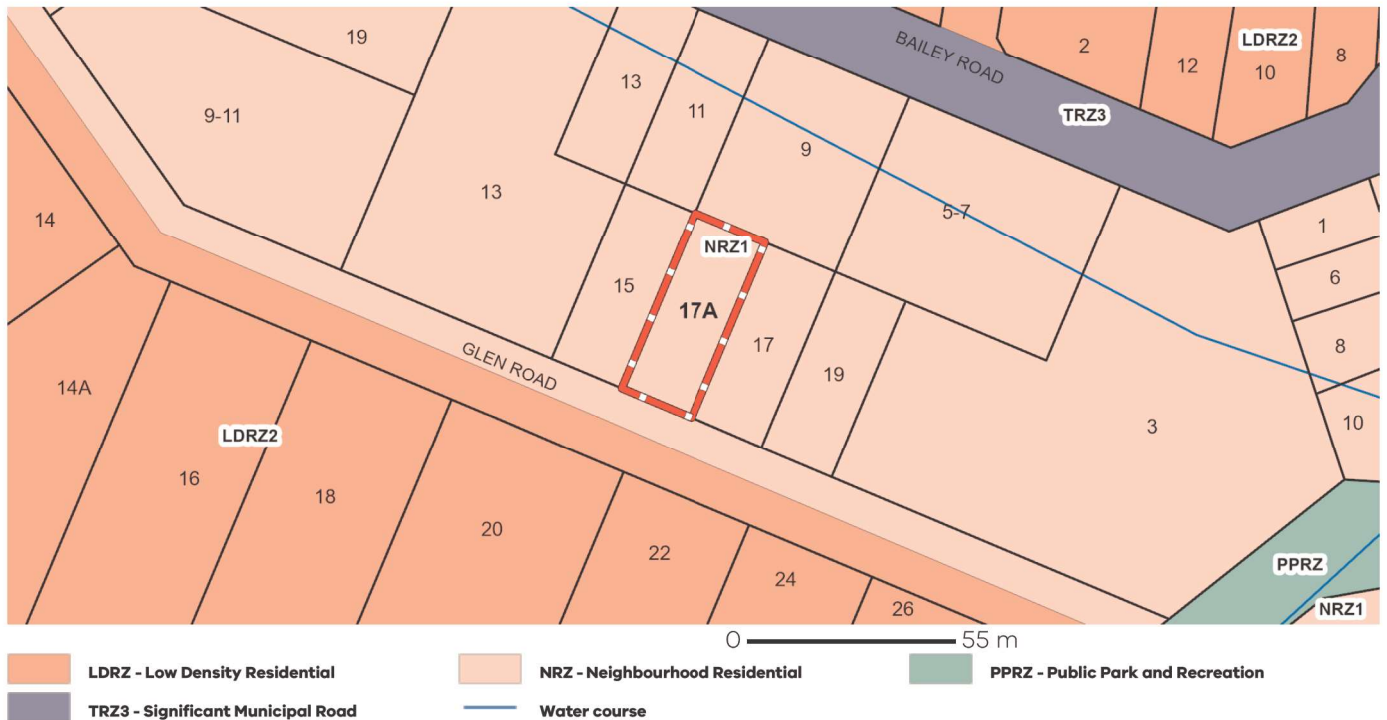 BAILEY ROAD
2
12
LDRZ2
10
8
19
13
11
TRZ3
9-11
9
13
5-7
14
1
NRZ1
6
15
17A
17
8
GLEN ROAD
19
14A
10
3
LDRZ2
16
18
20
22
24
26
PPRZ
NRZ1
0 55 m
LDRZ - Low Density Residential
NRZ - Neighbourhood Residential
PPRZ - Public Park and Recreation
TRZ3 - Significant Municipal Road
Water course